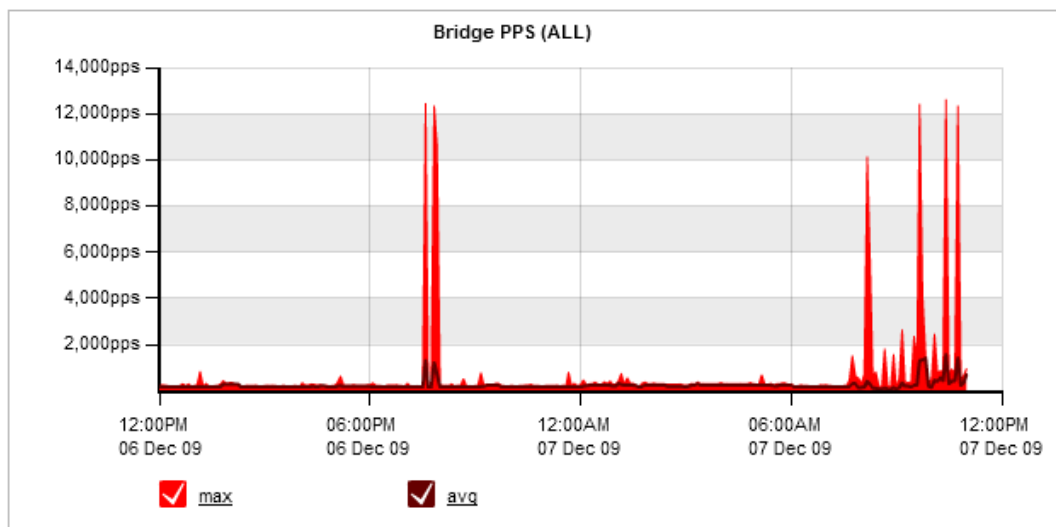 Bridge PPS (ALL)
14,000pps
12,000pps
10,000pps
8,000pps
6,000pps
4,000pps
2,000pps
12:00PM 06:00PM 12:00AM 06:00AM 12:00PM
06 Dec 09 06 Dec 09 07 Dec 09 07 Dec 09 07 Dec 09
max avg